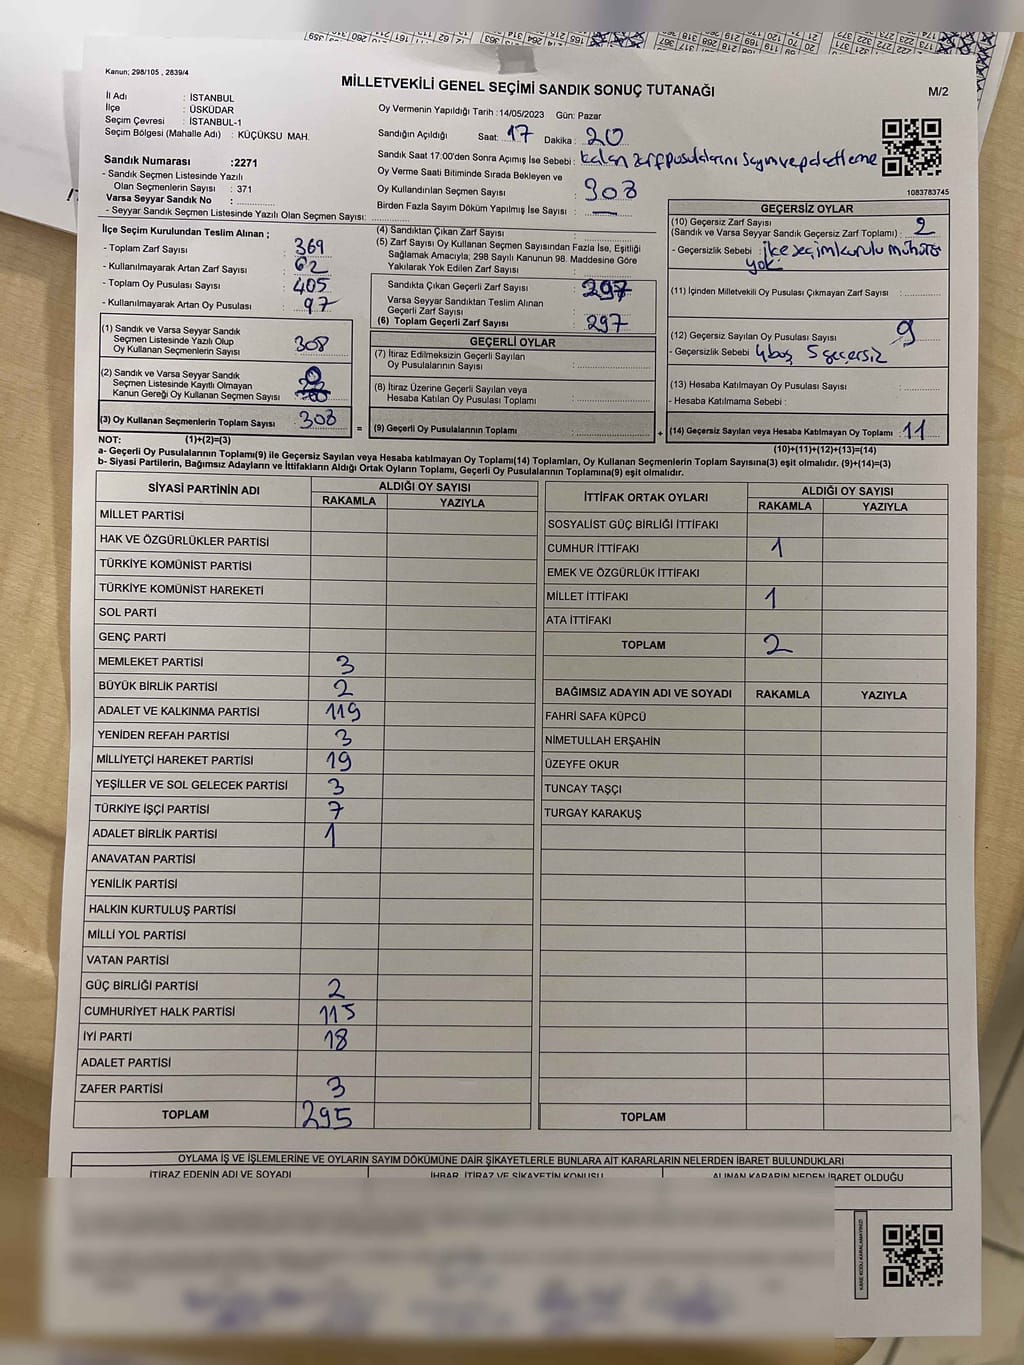 Kanun; 298/105 , 2839/4
MİLLETVEKİLİ GENEL SEÇİMİ SANDIK SONUÇ TUTANAĞI
M/2
İl Adı : İSTANBUL
İlçe : ÜSKÜDAR
Seçim Çevresi : İSTANBUL-1
Seçim Bölgesi (Mahalle Adı) : KÜÇÜKSU MAH.
Sandık Numarası :2271
- Sandık Seçmen Listesinde Yazılı
Olan Seçmenlerin Sayısı : 371
Varsa Seyyar Sandık No :
- Seyyar Sandık Seçmen Listesinde Yazılı Olan Seçmen Sayısı:
Oy Vermenin Yapıldığı Tarih :14/05/2023 Gün: Pazar
Sandığın Açıldığı Saat: 17 Dakika : 20
Sandık Saat 17.00'den Sonra Açımış İse Sebebi : kalan zarf pusulalarını sayım ve paketleme
Oy Verme Saati Bitiminde Sırada Bekleyen ve
Oy Kullandırılan Seçmen Sayısı : 308
Birden Fazla Sayım Döküm Yapılmış İse Sayısı : —
1083783745
İlçe Seçim Kurulundan Teslim Alınan :
- Toplam Zarf Sayısı : 369
- Kullanılmayarak Artan Zarf Sayısı : 62
- Toplam Oy Pusulası Sayısı : 405
- Kullanılmayarak Artan Oy Pusulası : 97
(1) Sandık ve Varsa Seyyar Sandık
Seçmen Listesinde Yazılı Olup
Oy Kullanan Seçmenlerin Sayısı : 308
(2) Sandık ve Varsa Seyyar Sandık
Seçmen Listesinde Kayıtlı Olmayan
Kanun Gereği Oy Kullanan Seçmen Sayısı : 0
(3) Oy Kullanan Seçmenlerin Toplam Sayısı : 308
(4) Sandıktan Çıkan Zarf Sayısı :
(5) Zarf Sayısı Oy Kullanan Seçmen Sayısından Fazla İse, Eşitliği
Sağlamak Amacıyla; 298 Sayılı Kanunun 98. Maddesine Göre
Yakılarak Yok Edilen Zarf Sayısı :
Sandıkta Çıkan Geçerli Zarf Sayısı : 297
Varsa Seyyar Sandıktan Teslim Alınan
Geçerli Zarf Sayısı :
(6) Toplam Geçerli Zarf Sayısı : 297
GEÇERLİ OYLAR
(7) İtiraz Edilmeksizin Geçerli Sayılan
Oy Pusulalarının Sayısı :
(8) İtiraz Üzerine Geçerli Sayılan veya
Hesaba Katılan Oy Pusulası Toplamı :
= (9) Geçerli Oy Pusulalarının Toplamı :
GEÇERSİZ OYLAR
(10) Geçersiz Zarf Sayısı
(Sandık ve Varsa Seyyar Sandık Geçersiz Zarf Toplamı) : 2
- Geçersizlik Sebebi : ilçe seçim kurulu mührü
yok.
(11) İçinden Milletvekili Oy Pusulası Çıkmayan Zarf Sayısı :
(12) Geçersiz Sayılan Oy Pusulası Sayısı : 9
- Geçersizlik Sebebi : 4 boş 5 geçersiz
(13) Hesaba Katılmayan Oy Pusulası Sayısı :
- Hesaba Katılmama Sebebi :
+ (14) Geçersiz Sayılan veya Hesaba Katılmayan Oy Toplamı : 11
NOT: (1)+(2)=(3)
(10)+(11)+(12)+(13)=(14)
a- Geçerli Oy Pusulalarının Toplamı(9) ile Geçersiz Sayılan veya Hesaba katılmayan Oy Toplamı(14) Toplamları, Oy Kullanan Seçmenlerin Toplam Sayısına(3) eşit olmalıdır. (9)+(14)=(3)
b- Siyasi Partilerin, Bağımsız Adayların ve İttifakların Aldığı Ortak Oyların Toplamı, Geçerli Oy Pusulalarının Toplamına(9) eşit olmalıdır.
SİYASİ PARTİNİN ADI ALDIĞI OY SAYISI
RAKAMLA YAZIYLA
MİLLET PARTİSİ
HAK VE ÖZGÜRLÜKLER PARTİSİ
TÜRKİYE KOMÜNİST PARTİSİ
TÜRKİYE KOMÜNİST HAREKETİ
SOL PARTİ
GENÇ PARTİ
MEMLEKET PARTİSİ 3
BÜYÜK BİRLİK PARTİSİ 2
ADALET VE KALKINMA PARTİSİ 119
YENİDEN REFAH PARTİSİ 3
MİLLİYETÇİ HAREKET PARTİSİ 19
YEŞİLLER VE SOL GELECEK PARTİSİ 3
TÜRKİYE İŞÇİ PARTİSİ 7
ADALET BİRLİK PARTİSİ 1
ANAVATAN PARTİSİ
YENİLİK PARTİSİ
HALKIN KURTULUŞ PARTİSİ
MİLLİ YOL PARTİSİ
VATAN PARTİSİ
GÜÇ BİRLİĞİ PARTİSİ 2
CUMHURİYET HALK PARTİSİ 115
İYİ PARTİ 18
ADALET PARTİSİ
ZAFER PARTİSİ 3
TOPLAM 295
İTTİFAK ORTAK OYLARI ALDIĞI OY SAYISI
RAKAMLA YAZIYLA
SOSYALİST GÜÇ BİRLİĞİ İTTİFAKI
CUMHUR İTTİFAKI 1
EMEK VE ÖZGÜRLÜK İTTİFAKI
MİLLET İTTİFAKI 1
ATA İTTİFAKI
TOPLAM 2
BAĞIMSIZ ADAYIN ADI VE SOYADI RAKAMLA YAZIYLA
FAHRİ SAFA KÜPCÜ
NİMETULLAH ERŞAHİN
ÜZEYFE OKUR
TUNCAY TAŞÇI
TURGAY KARAKUŞ
TOPLAM
OYLAMA İŞ VE İŞLEMLERİNE VE OYLARIN SAYIM DÖKÜMÜNE DAİR ŞİKAYETLERLE BUNLARA AİT KARARLARIN NELERDEN İBARET BULUNDUKLARI
İTİRAZ EDENİN ADI VE SOYADI İHBAR, İTİRAZ VE ŞİKAYETİN KONUSU ALINAN KARARIN NEDEN İBARET OLDUĞU